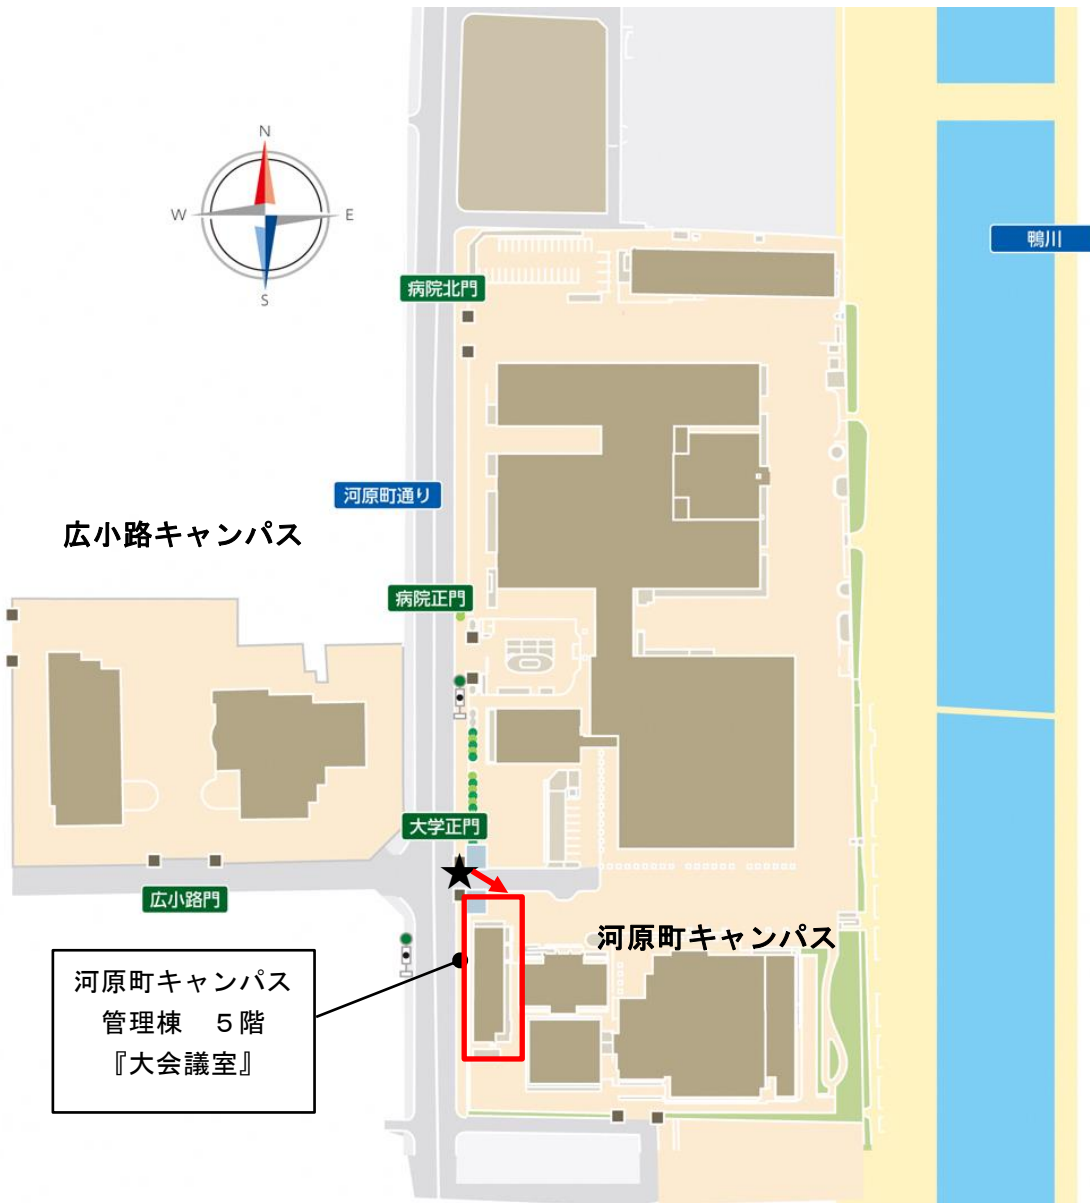 N
W
E
S
鴨川
病院北門
河原町通り
広小路キャンパス
病院正門
大学正門
広小路門
河原町キャンパス
河原町キャンパス
管理棟　５階
『大会議室』